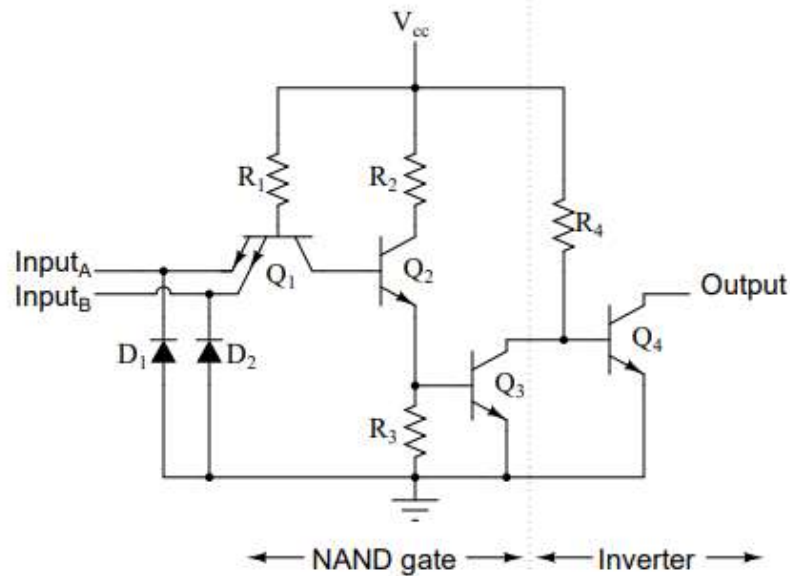 Vcc
R1
R2
R4
InputA
Q1
Q2
InputB
Output
Q4
D1
D2
Q3
R3
NAND gate
Inverter